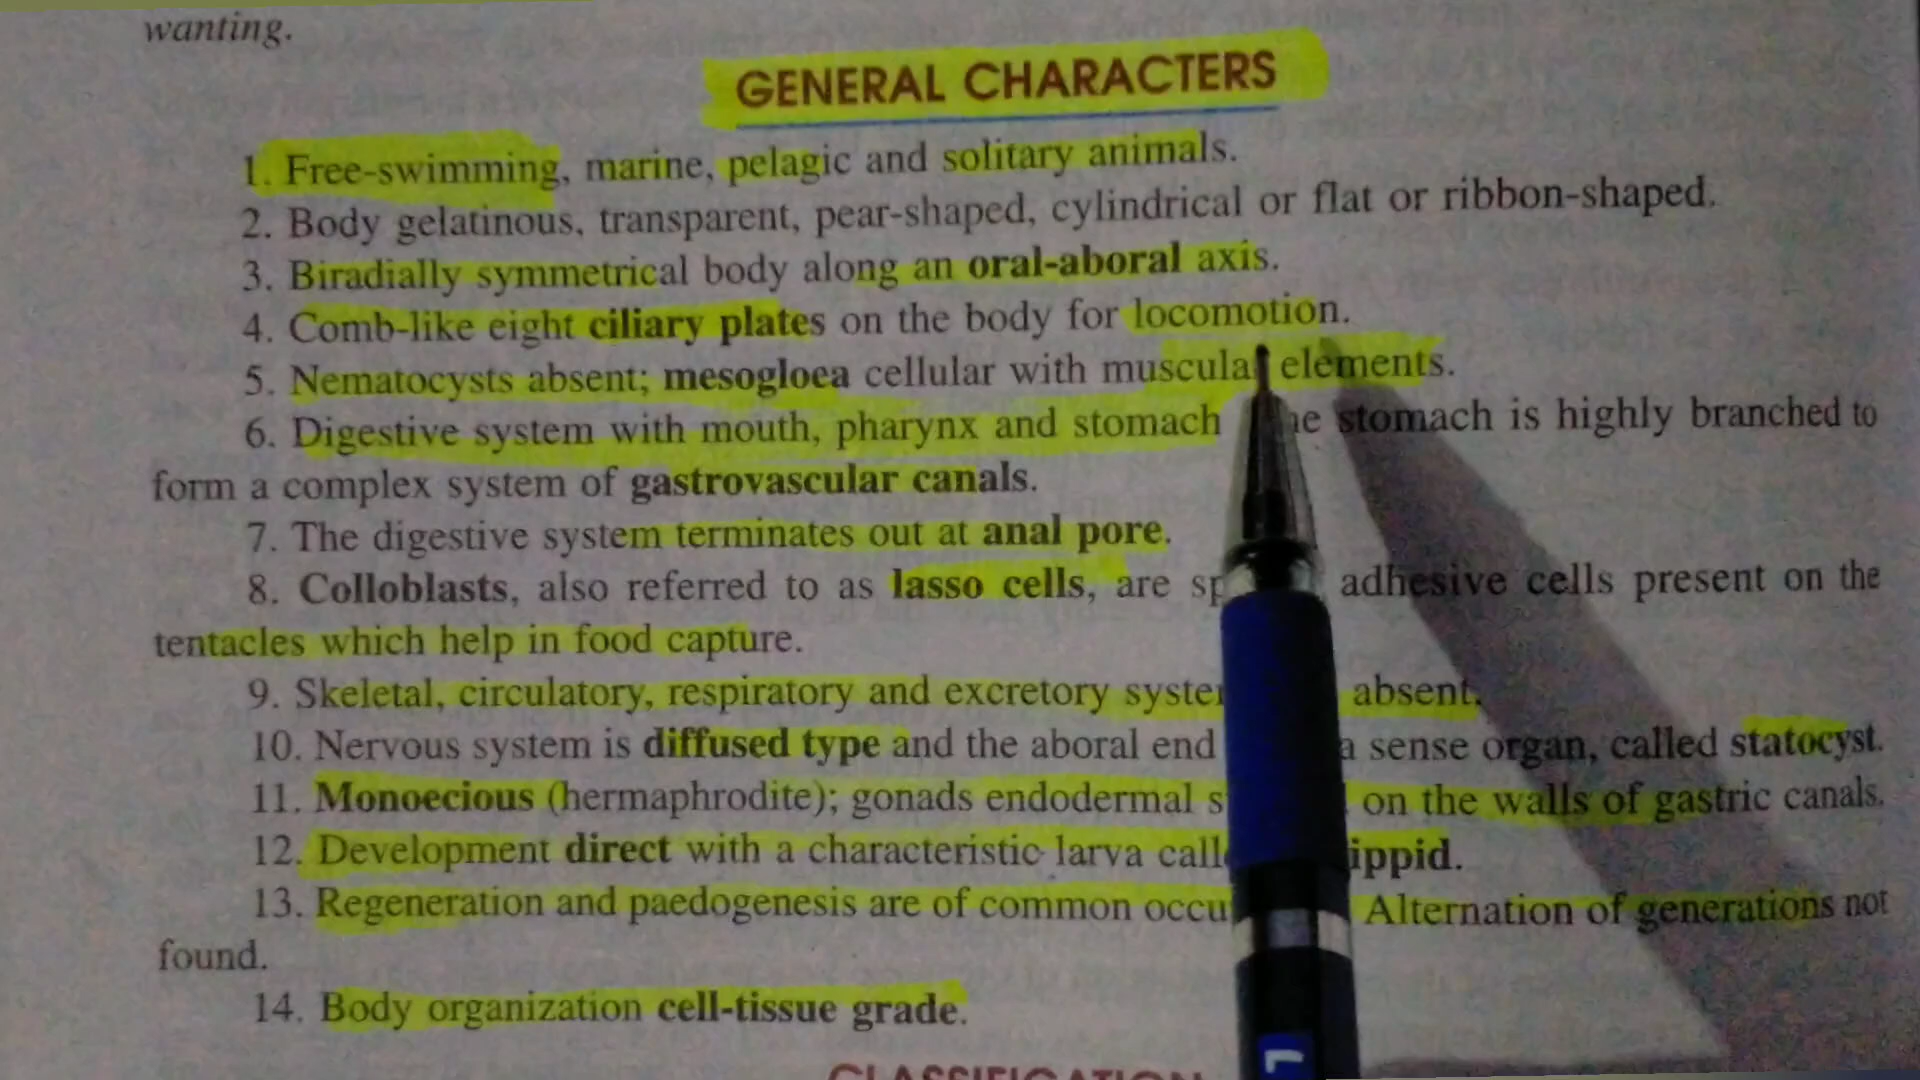 wanting.
GENERAL CHARACTERS
1. Free-swimming, marine, pelagic and solitary animals.
2. Body gelatinous, transparent, pear-shaped, cylindrical or flat or ribbon-shaped.
3. Biradially symmetrical body along an oral-aboral axis.
4. Comb-like eight ciliary plates on the body for locomotion.
5. Nematocysts absent; mesogloea cellular with muscular elements.
6. Digestive system with mouth, pharynx and stomach stomach is highly branched to
form a complex system of gastrovascular canals.
7. The digestive system terminates out at anal pore.
8. Colloblasts, also referred to as lasso cells, are adhesive cells present on the
tentacles which help in food capture.
9. Skeletal, circulatory, respiratory and excretory absent.
10. Nervous system is diffused type and the aboral end a sense organ, called statocyst.
11. Monoecious (hermaphrodite); gonads endodermal on the walls of gastric canals.
12. Development direct with a characteristic larva
13. Regeneration and paedogenesis are of common Alternation of generations not
found.
14. Body organization cell-tissue grade.
CLASSIFICATION